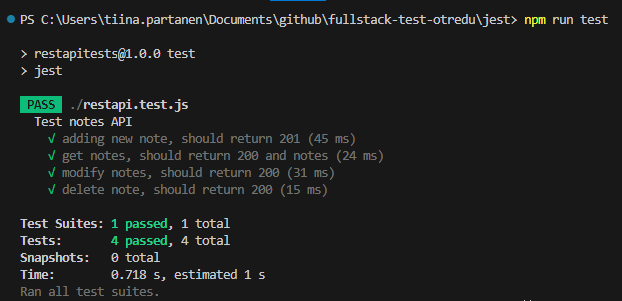 PS C:\Users\tiina.partanen\Documents\github\fullstack-test-otredu\jest> npm run test
> restapitests@1.0.0 test
> jest
PASS ./restapi.test.js
Test notes API
√ adding new note, should return 201 (45 ms)
√ get notes, should return 200 and notes (24 ms)
√ modify notes, should return 200 (31 ms)
√ delete note, should return 200 (15 ms)
Test Suites: 1 passed, 1 total
Tests: 4 passed, 4 total
Snapshots: 0 total
Time: 0.718 s, estimated 1 s
Ran all test suites.